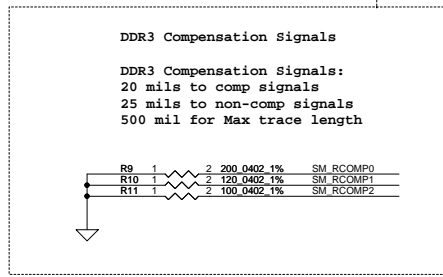 DDR3 Compensation Signals
DDR3 Compensation Signals:
20 mils to comp signals
25 mils to non-comp signals
500 mil for Max trace length
R9 1 2 200_0402_1% SM_RCOMP0
R10 1 2 120_0402_1% SM_RCOMP1
R11 1 2 100_0402_1% SM_RCOMP2